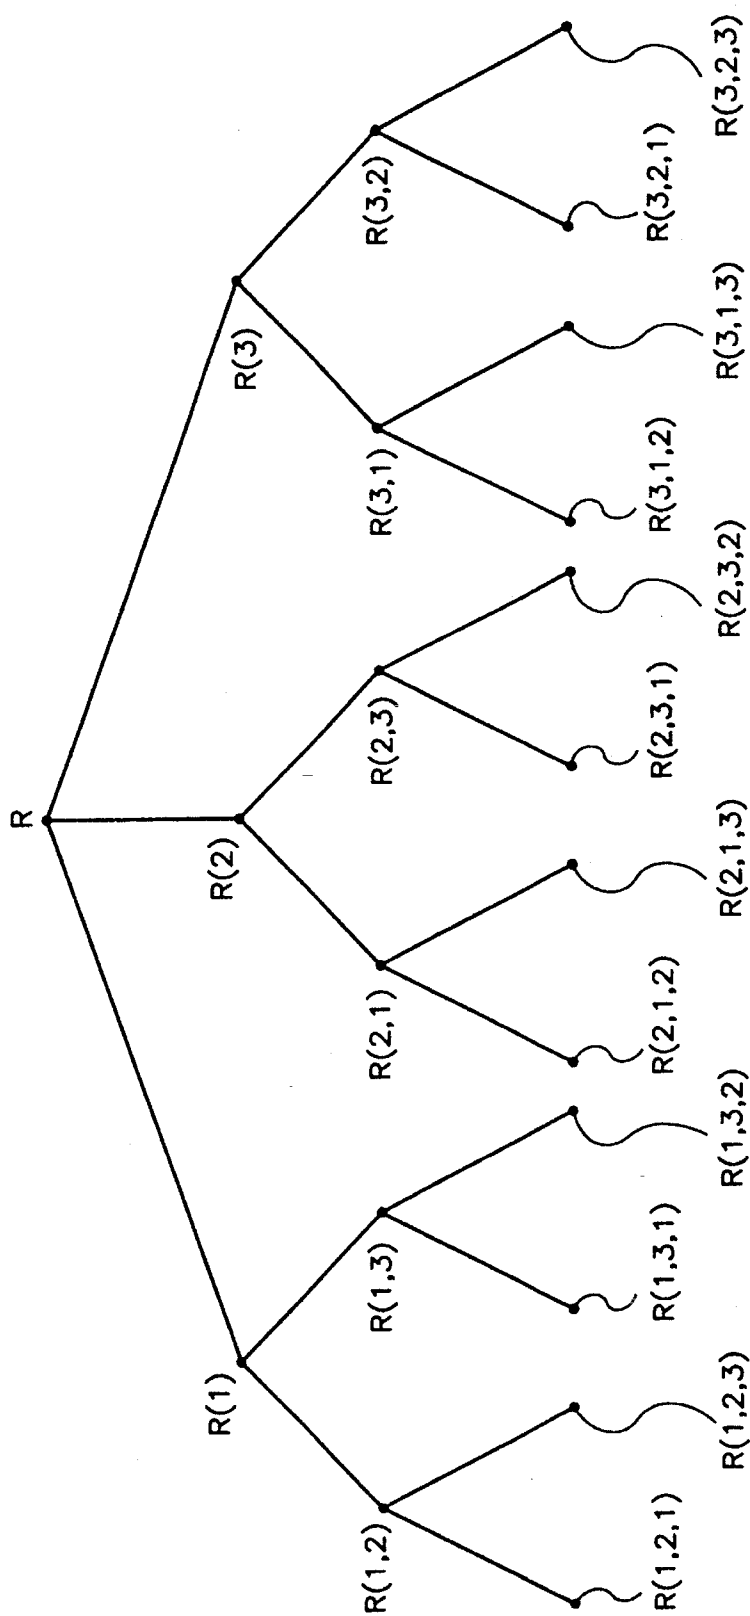 R
R(1)
R(2)
R(3)
R(1,2)
R(1,3)
R(2,1)
R(2,3)
R(3,1)
R(3,2)
R(1,2,1)
R(1,2,3)
R(1,3,1)
R(1,3,2)
R(2,1,2)
R(2,1,3)
R(2,3,1)
R(2,3,2)
R(3,1,2)
R(3,1,3)
R(3,2,1)
R(3,2,3)